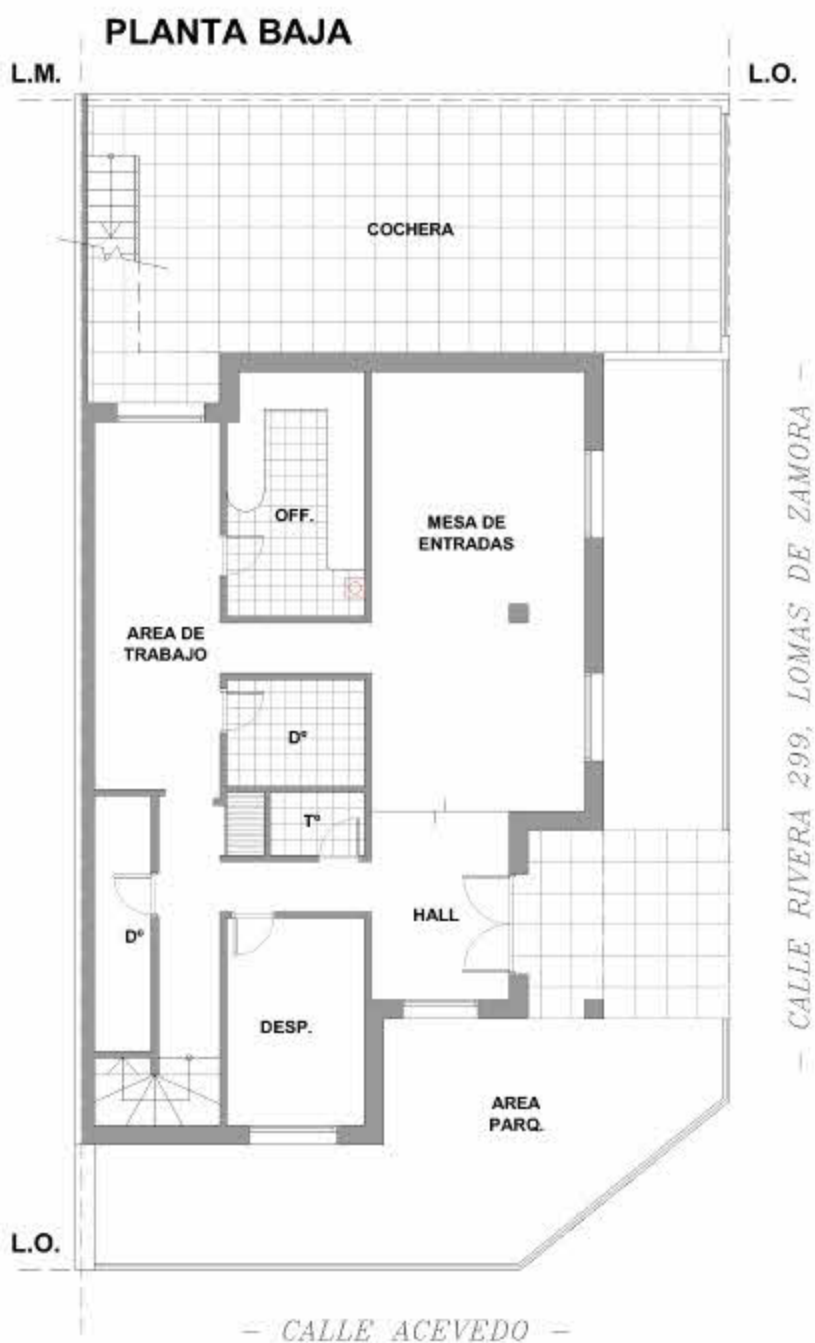 PLANTA BAJA
L.M.
L.O.
COCHERA
OFF.
MESA DE
ENTRADAS
AREA DE
TRABAJO
Dº
Tº
HALL
Dº
DESP.
AREA
PARQ.
L.O.
— CALLE RIVERA 299, LOMAS DE ZAMORA —
— CALLE ACEVEDO —